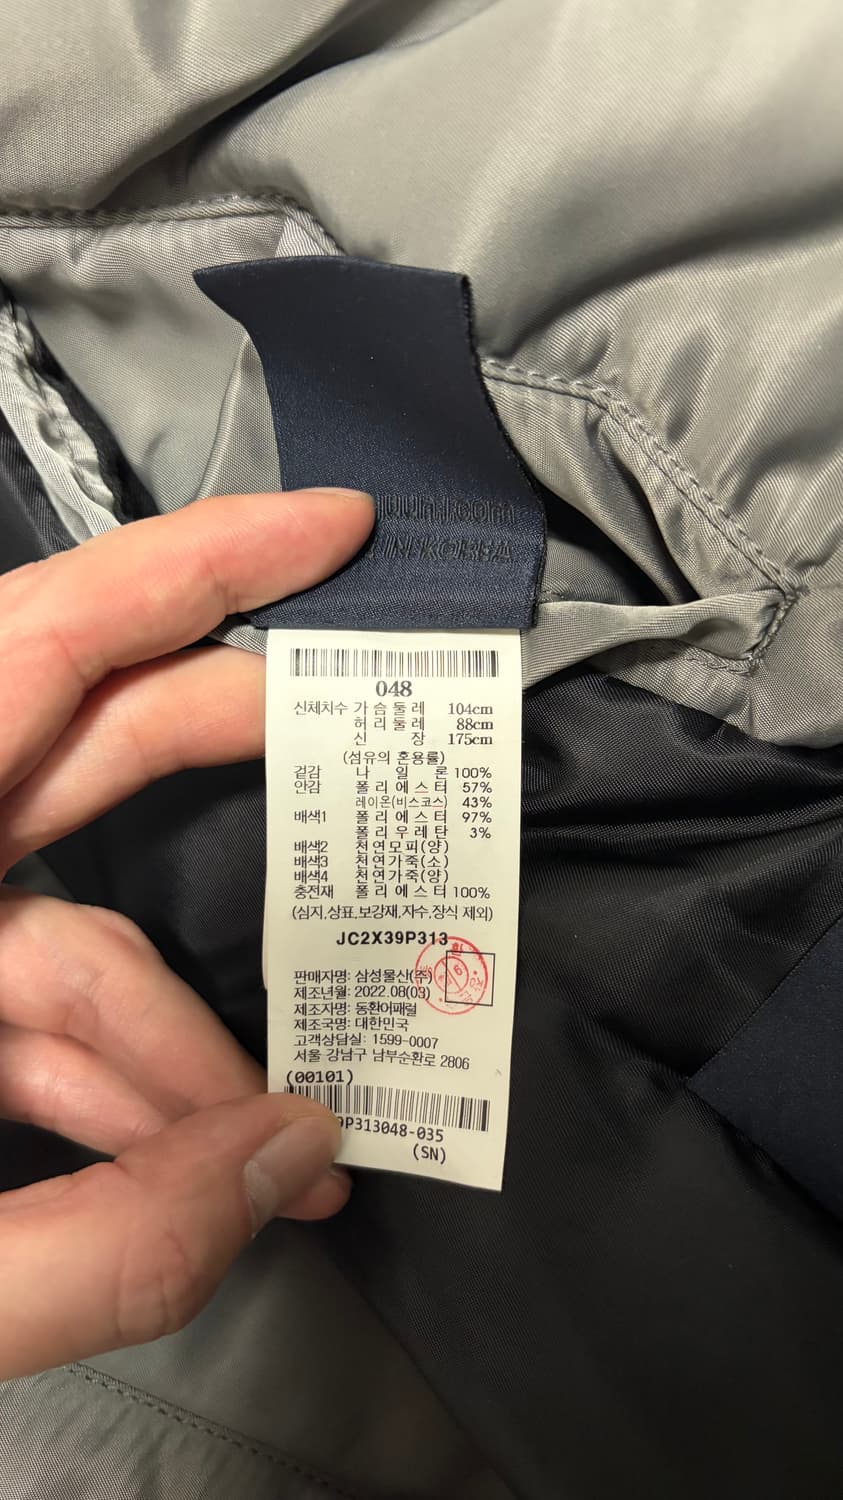 juunj.com
IN KOREA
048
신체치수 가슴둘레 104cm
허리둘레 88cm
신 장 175cm
(섬유의 혼용률)
겉감 나 일 론 100%
안감 폴리에스터 57%
레이온(비스코스) 43%
배색1 폴리에스터 97%
폴리우레탄 3%
배색2 천연모피(양)
배색3 천연가죽(소)
배색4 천연가죽(양)
충전재 폴리에스터 100%
(심지,상표,보강재,자수,장식 제외)
JC2X39P313
판매자명: 삼성물산(주)
제조년월: 2022.08(03)
제조자명: 동환어패럴
제조국명: 대한민국
고객상담실: 1599-0007
서울 강남구 남부순환로 2806
(00101)
9P313048-035
(SN)